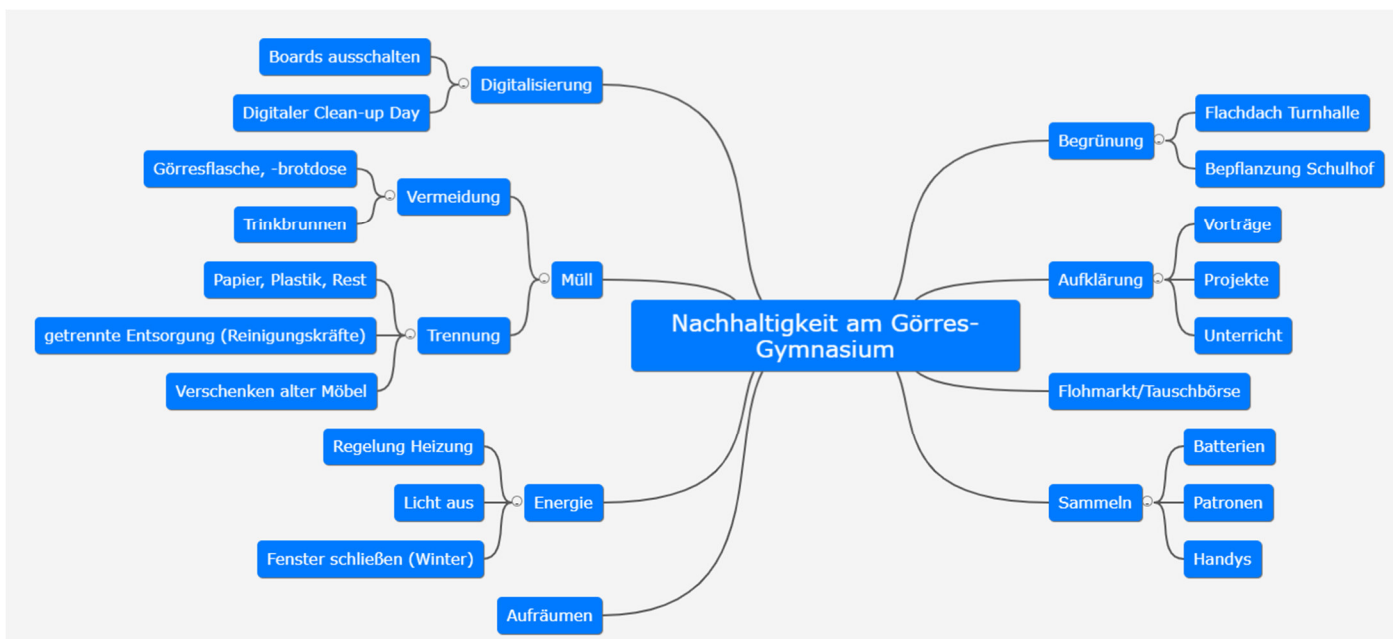 Boards ausschalten
Digitalisierung
Digitaler Clean-up Day
Görresflasche, -brotdose
Vermeidung
Trinkbrunnen
Müll
Papier, Plastik, Rest
getrennte Entsorgung (Reinigungskräfte)
Trennung
Verschenken alter Möbel
Regelung Heizung
Licht aus
Energie
Fenster schließen (Winter)
Aufräumen
Nachhaltigkeit am Görres-
Gymnasium
Flachdach Turnhalle
Begrünung
Bepflanzung Schulhof
Vorträge
Aufklärung
Projekte
Unterricht
Flohmarkt/Tauschbörse
Batterien
Sammeln
Patronen
Handys